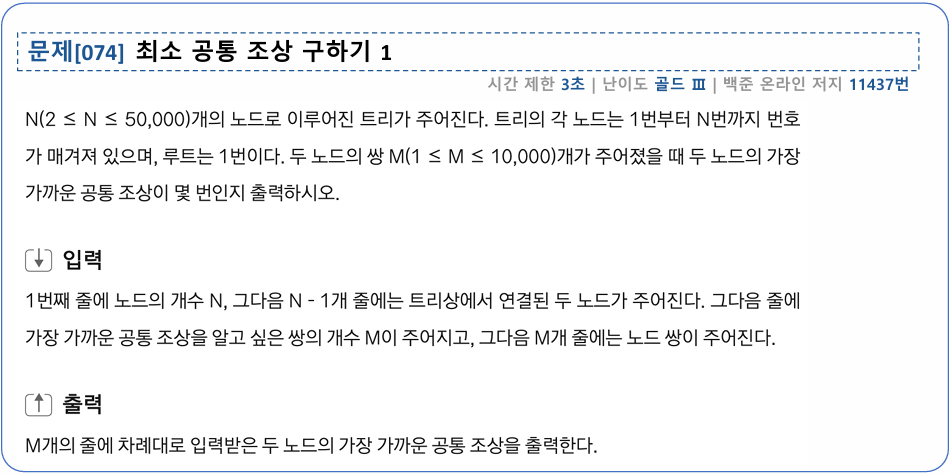 문제[074] 최소 공통 조상 구하기 1
시간 제한 3초 | 난이도 골드 Ⅲ | 백준 온라인 저지 11437번
N(2 ≤ N ≤ 50,000)개의 노드로 이루어진 트리가 주어진다. 트리의 각 노드는 1번부터 N번까지 번호
가 매겨져 있으며, 루트는 1번이다. 두 노드의 쌍 M(1 ≤ M ≤ 10,000)개가 주어졌을 때 두 노드의 가장
가까운 공통 조상이 몇 번인지 출력하시오.
입력
1번째 줄에 노드의 개수 N, 그다음 N - 1개 줄에는 트리상에서 연결된 두 노드가 주어진다. 그다음 줄에
가장 가까운 공통 조상을 알고 싶은 쌍의 개수 M이 주어지고, 그다음 M개 줄에는 노드 쌍이 주어진다.
출력
M개의 줄에 차례대로 입력받은 두 노드의 가장 가까운 공통 조상을 출력한다.